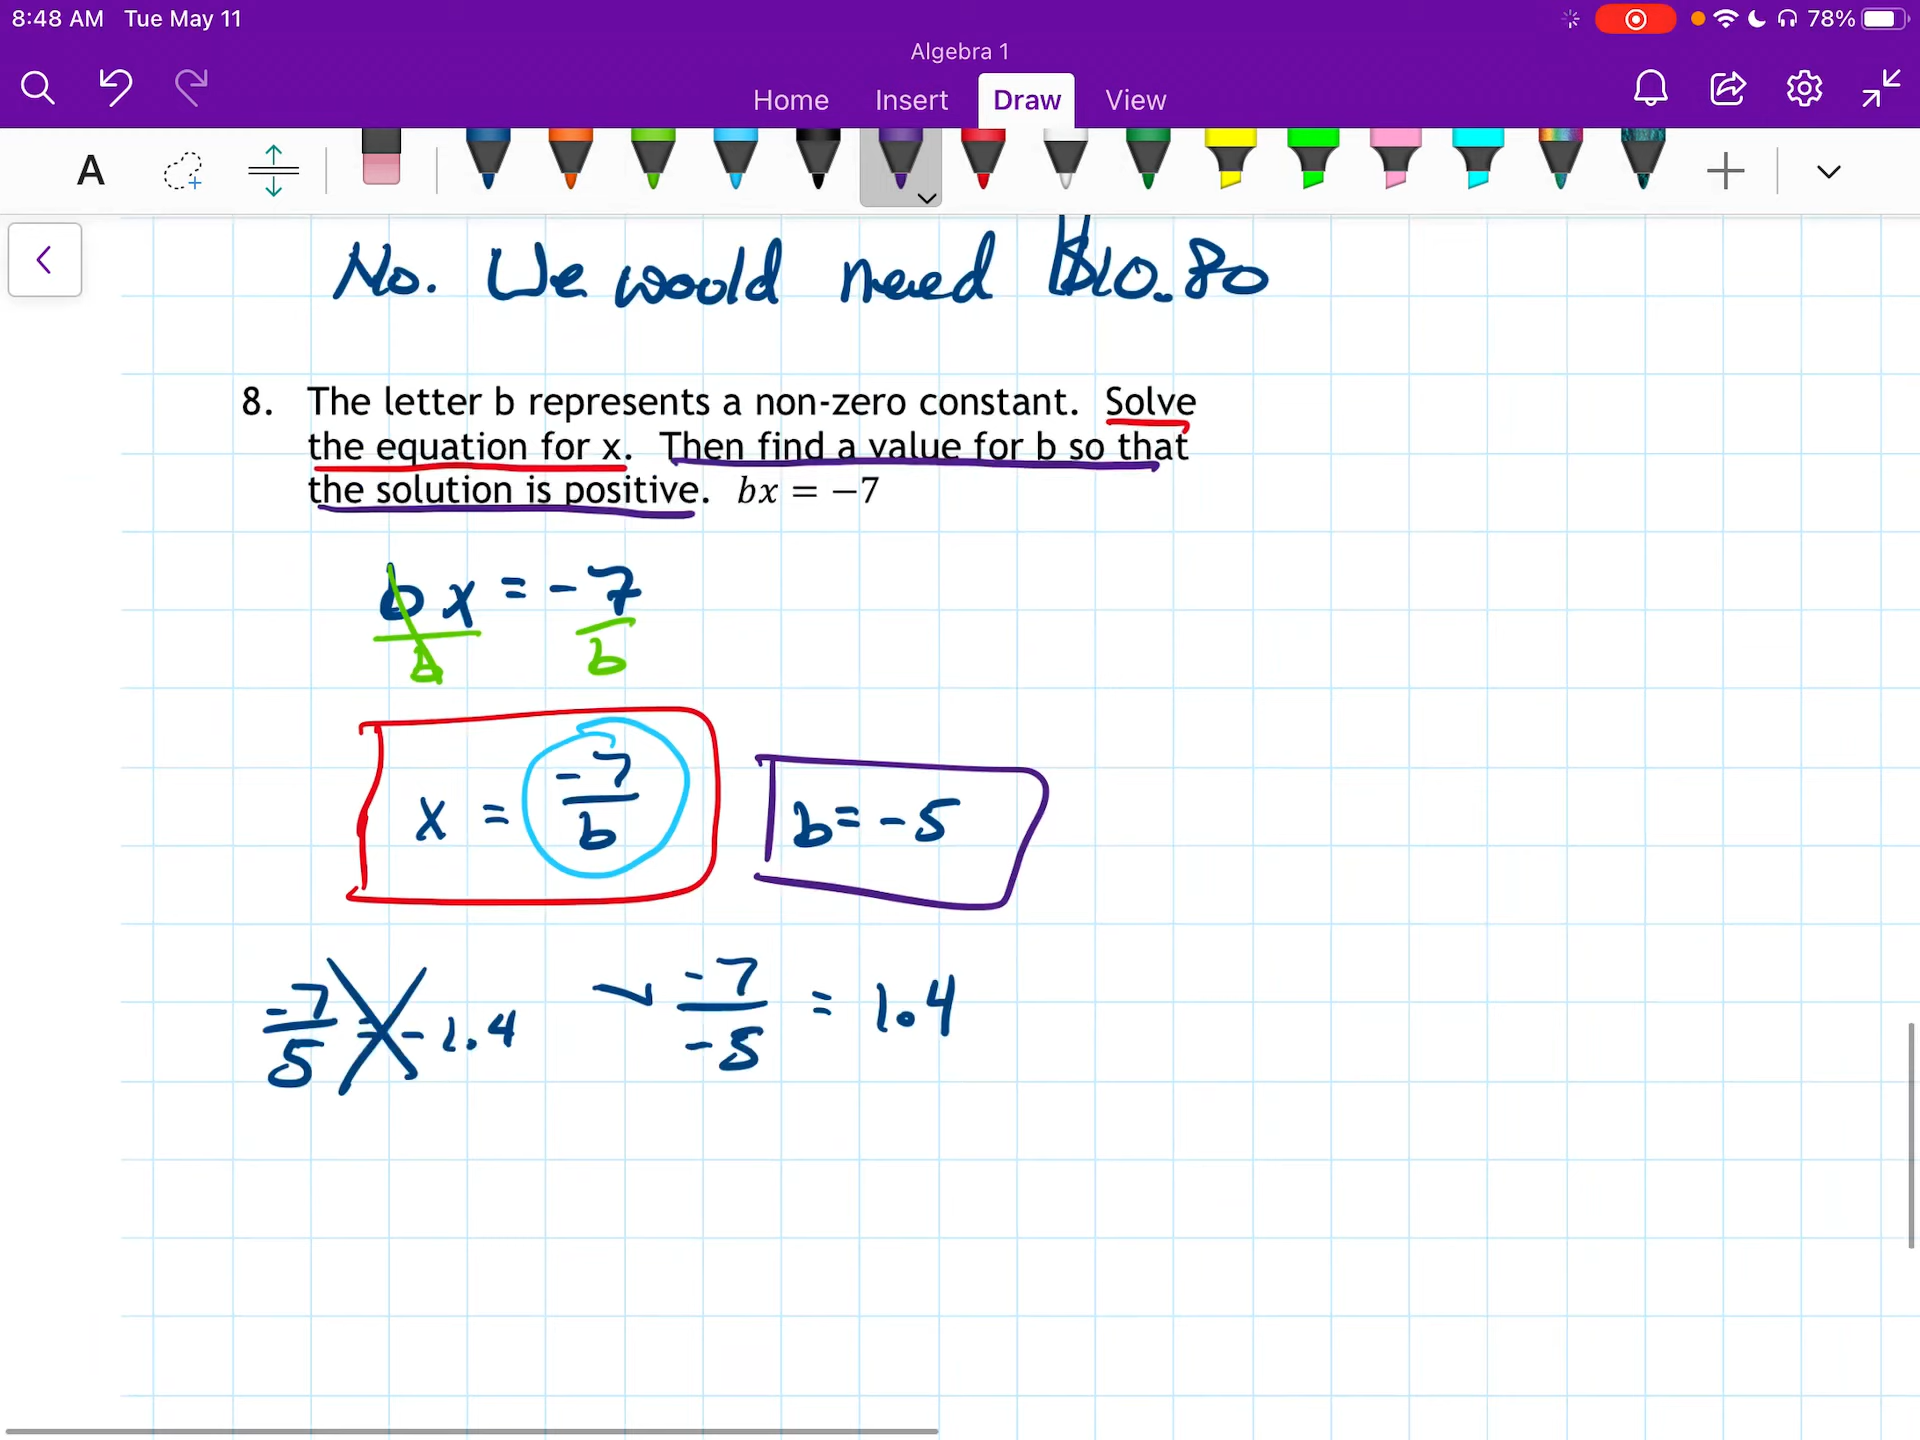 8:48 AM Tue May 11
78%
Algebra 1
Home Insert Draw View
A
No. We would need $10.80
8. The letter b represents a non-zero constant. Solve
the equation for x. Then find a value for b so that
the solution is positive. bx = −7
bx = -7
b b
x = -7/b
b = -5
-7/5 = -1.4
-7/-5 = 1.4